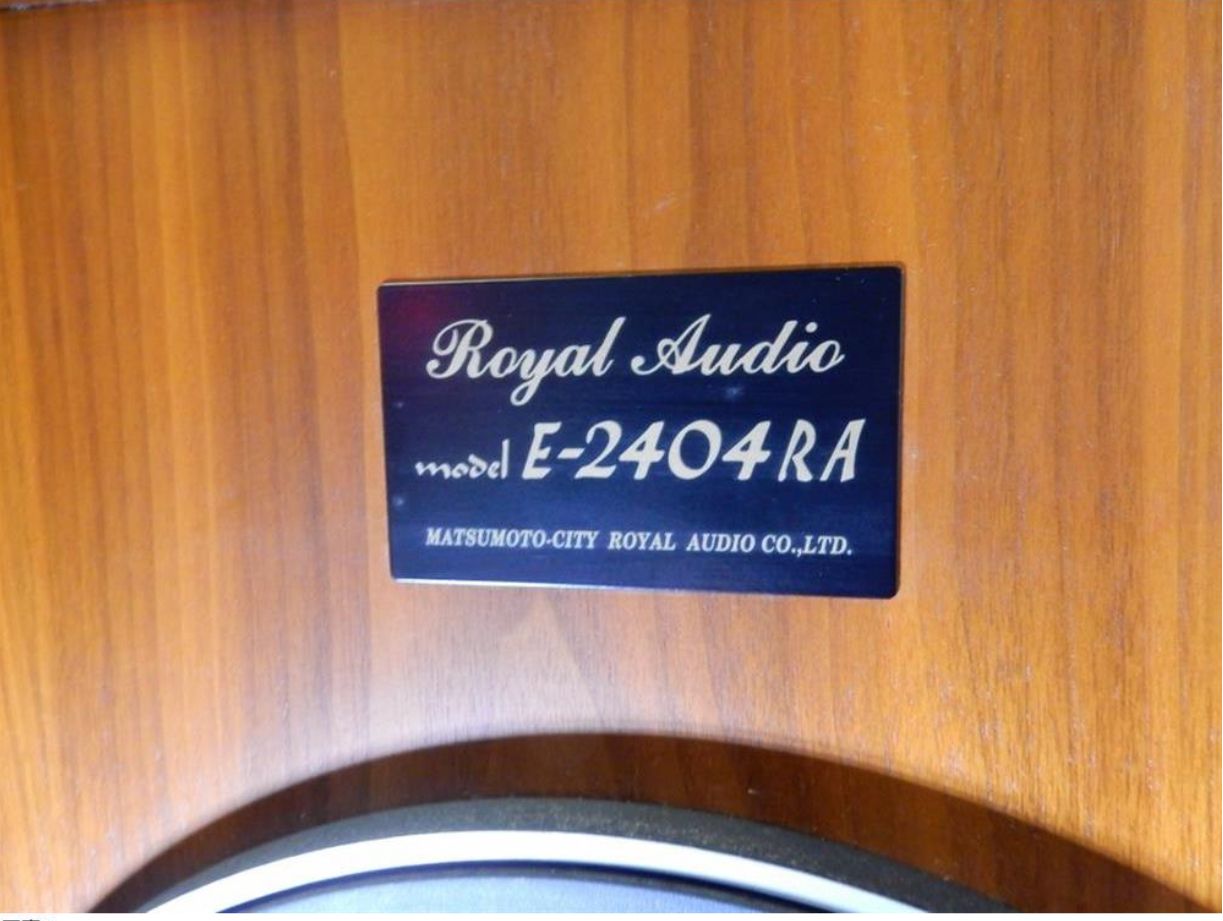 Royal Audio
model E-2404RA
MATSUMOTO-CITY ROYAL AUDIO CO.,LTD.